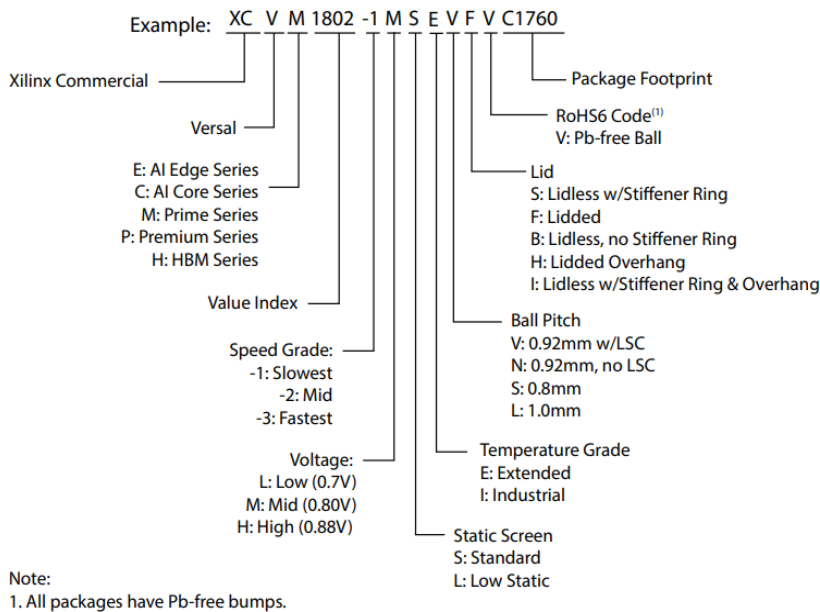 Example: XC V M 1802 -1 M S E V F V C1760
Xilinx Commercial
Package Footprint
RoHS6 Code(1)
V: Pb-free Ball
Versal
E: AI Edge Series
C: AI Core Series
M: Prime Series
P: Premium Series
H: HBM Series
Lid
S: Lidless w/Stiffener Ring
F: Lidded
B: Lidless, no Stiffener Ring
H: Lidded Overhang
I: Lidless w/Stiffener Ring & Overhang
Value Index
Ball Pitch
V: 0.92mm w/LSC
N: 0.92mm, no LSC
S: 0.8mm
L: 1.0mm
Speed Grade:
-1: Slowest
-2: Mid
-3: Fastest
Temperature Grade
E: Extended
I: Industrial
Voltage:
L: Low (0.7V)
M: Mid (0.80V)
H: High (0.88V)
Static Screen
S: Standard
L: Low Static
Note:
1. All packages have Pb-free bumps.